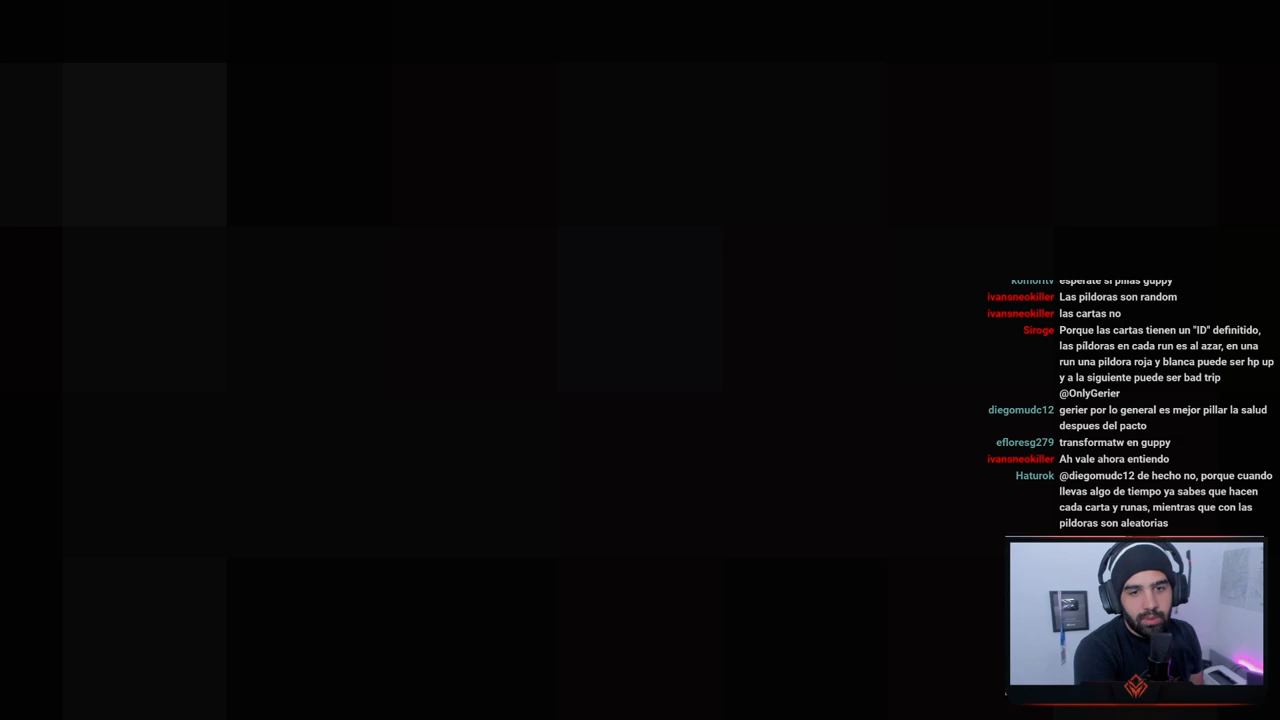 komoritv esperate si pillas guppy
ivansneokiller Las pildoras son random
ivansneokiller las cartas no
Siroge Porque las cartas tienen un "ID" definitido,
las píldoras en cada run es al azar, en una
run una pildora roja y blanca puede ser hp up
y a la siguiente puede ser bad trip
@OnlyGerier
diegomudc12 gerier por lo general es mejor pillar la salud
despues del pacto
efloresg279 transformatw en guppy
ivansneokiller Ah vale ahora entiendo
Haturok @diegomudc12 de hecho no, porque cuando
llevas algo de tiempo ya sabes que hacen
cada carta y runas, mientras que con las
pildoras son aleatorias